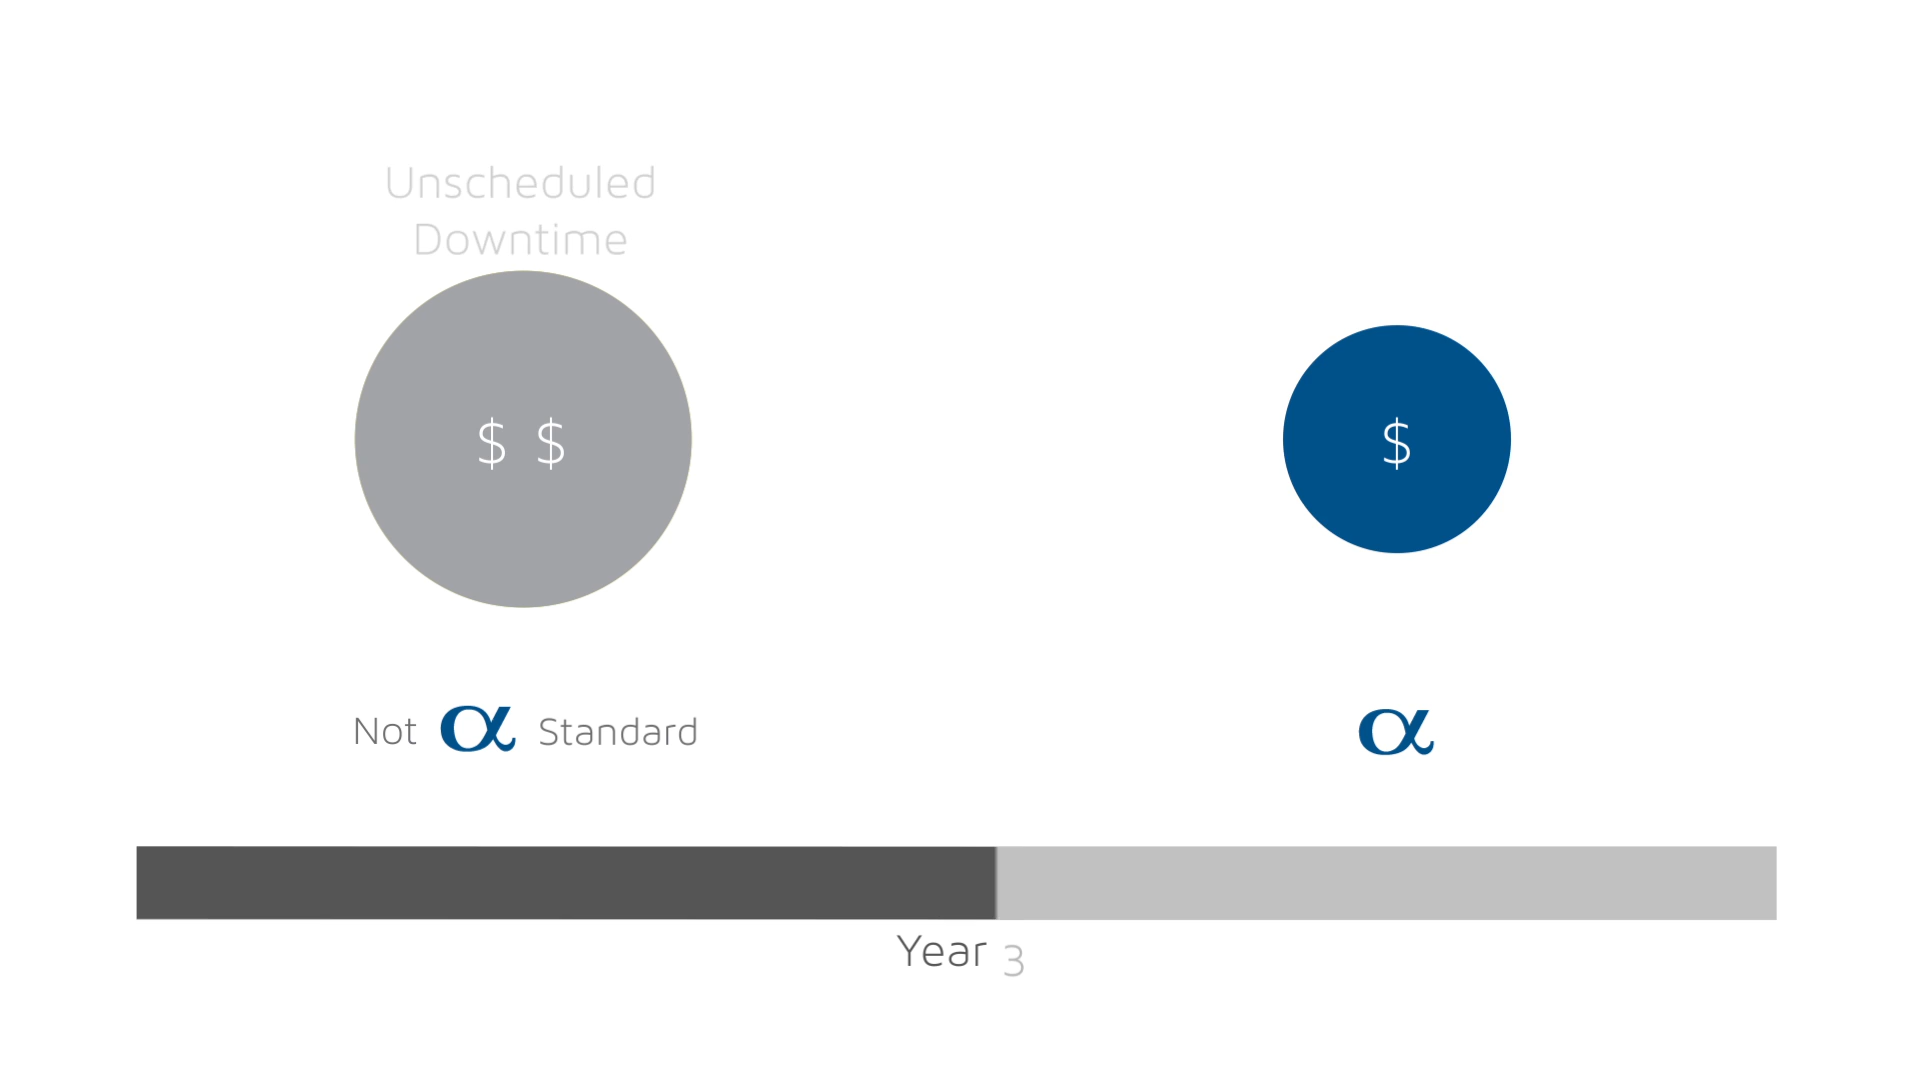 Unscheduled
Downtime
$ $
$
Not α Standard
α
Year 3